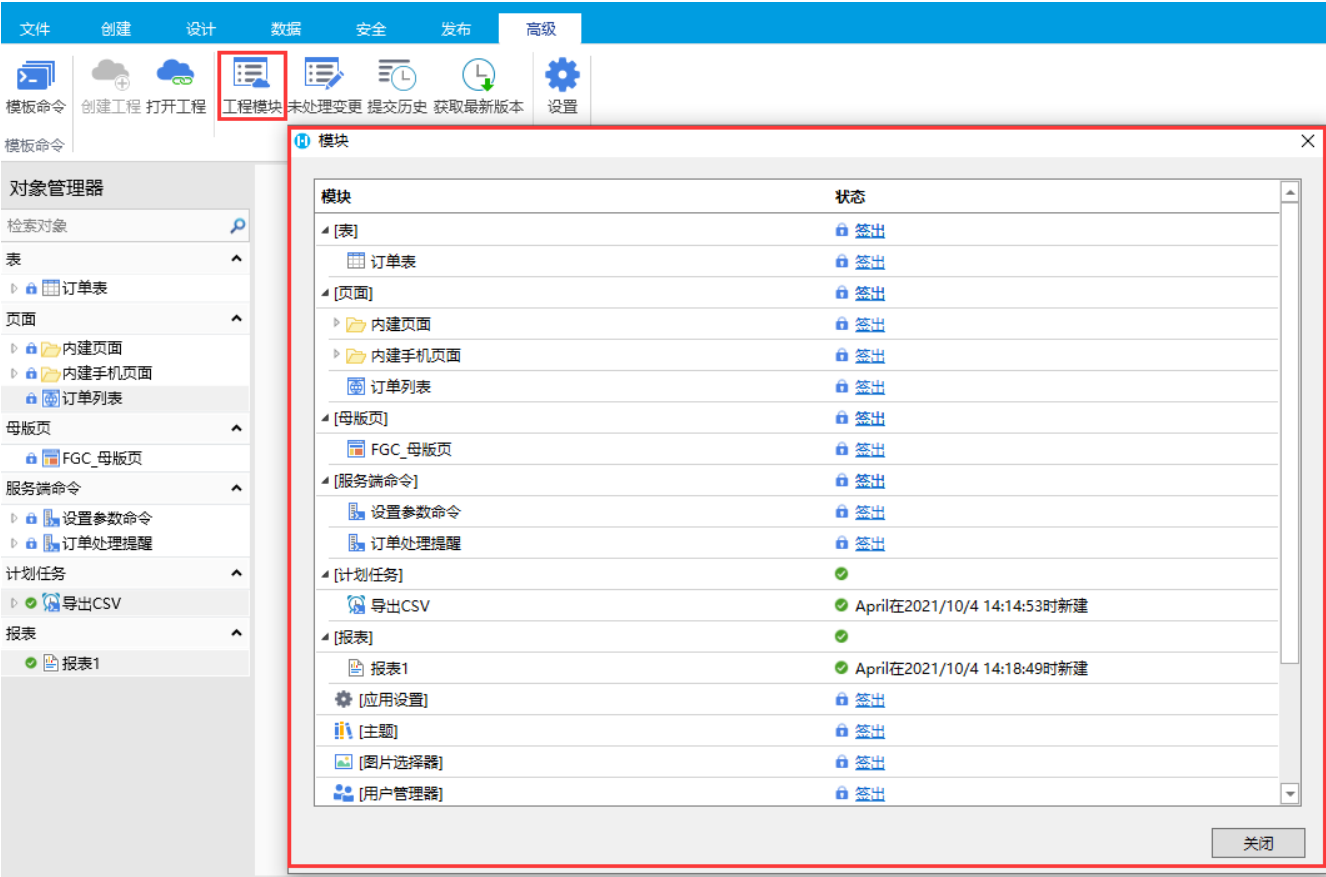 文件 创建 设计 数据 安全 发布 高级
模板命令 创建工程 打开工程 工程模块 未处理变更 提交历史 获取最新版本 设置
模板命令
对象管理器
检索对象
表
订单表
页面
内建页面
内建手机页面
订单列表
母版页
FGC_母版页
服务端命令
设置参数命令
订单处理提醒
计划任务
导出CSV
报表
报表1
模块
模块 状态
[表] 签出
订单表 签出
[页面] 签出
内建页面 签出
内建手机页面 签出
订单列表 签出
[母版页] 签出
FGC_母版页 签出
[服务端命令] 签出
设置参数命令 签出
订单处理提醒 签出
[计划任务]
导出CSV April在2021/10/4 14:14:53时新建
[报表]
报表1 April在2021/10/4 14:18:49时新建
[应用设置] 签出
[主题] 签出
[图片选择器] 签出
[用户管理器] 签出
关闭